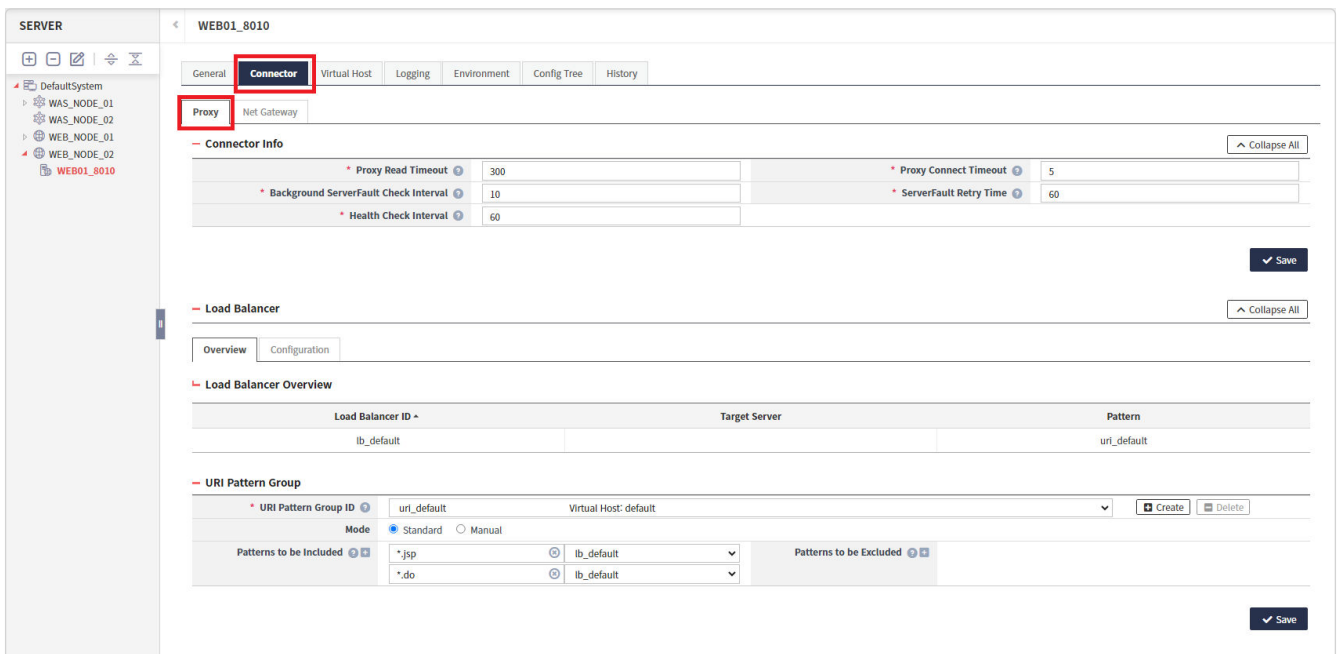 SERVER
WEB01_8010
DefaultSystem
WAS_NODE_01
WAS_NODE_02
WEB_NODE_01
WEB_NODE_02
WEB01_8010
General Connector Virtual Host Logging Environment Config Tree History
Proxy Net Gateway
Connector Info Collapse All
* Proxy Read Timeout 300 * Proxy Connect Timeout 5
* Background ServerFault Check Interval 10 * ServerFault Retry Time 60
* Health Check Interval 60
Save
Load Balancer Collapse All
Overview Configuration
Load Balancer Overview
Load Balancer ID Target Server Pattern
lb_default uri_default
URI Pattern Group
* URI Pattern Group ID uri_default Virtual Host: default Create Delete
Mode Standard Manual
Patterns to be Included *.jsp lb_default Patterns to be Excluded
*.do lb_default
Save